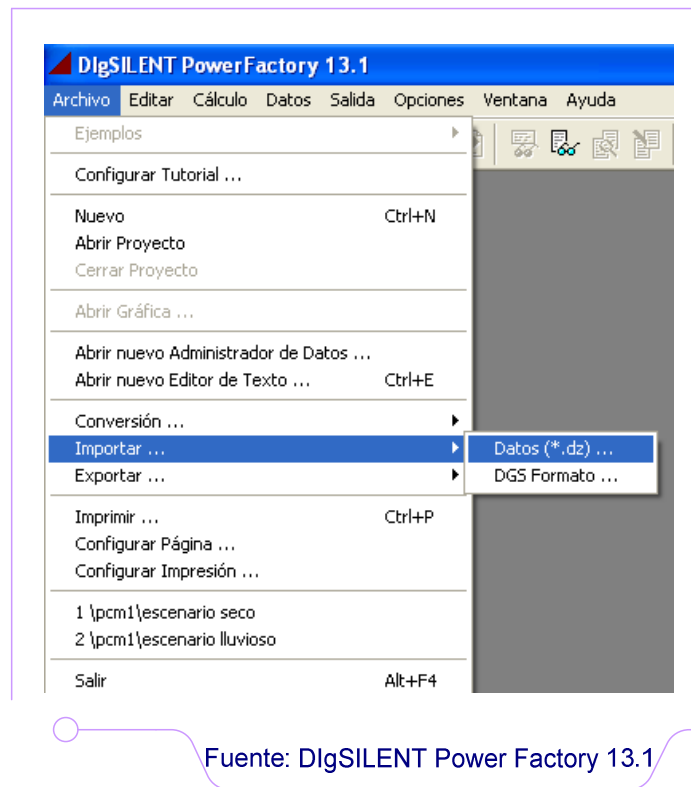 DIgSILENT PowerFactory 13.1
Archivo Editar Cálculo Datos Salida Opciones Ventana Ayuda
Ejemplos
Configurar Tutorial ...
Nuevo Ctrl+N
Abrir Proyecto
Cerrar Proyecto
Abrir Gráfica ...
Abrir nuevo Administrador de Datos ...
Abrir nuevo Editor de Texto ... Ctrl+E
Conversión ...
Importar ... Datos (*.dz) ...
Exportar ... DGS Formato ...
Imprimir ... Ctrl+P
Configurar Página ...
Configurar Impresión ...
1 \pcm1\escenario seco
2 \pcm1\escenario lluvioso
Salir Alt+F4
Fuente: DIgSILENT Power Factory 13.1